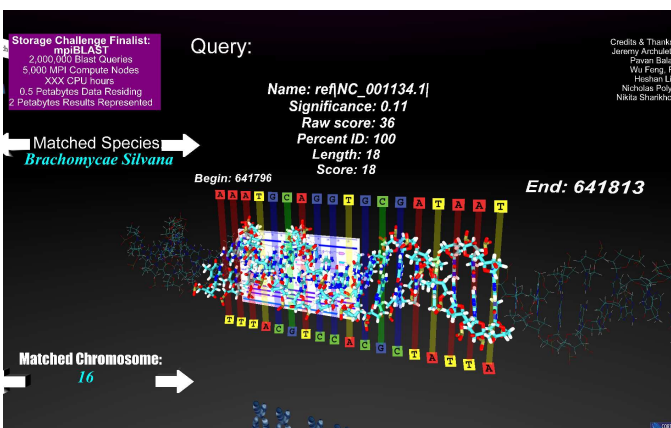 Storage Challenge Finalist:
mpiBLAST
2,000,000 Blast Queries
5,000 MPI Compute Nodes
XXX CPU hours
0.5 Petabytes Data Residing
2 Petabytes Results Represented
Query:
Credits & Thank
Jeremy Archulet
Pavan Bala
Wu Feng,
Heshan Li
Nicholas Poly
Nikita Sharikho
Name: ref|NC_001134.1|
Significance: 0.11
Raw score: 36
Percent ID: 100
Length: 18
Score: 18
Matched Species
Brachomycae Silvana
Begin: 641796
End: 641813
A A A T G C A G G T G C G A T A A T
T T T A C G T C C A C G C T A T T A
Matched Chromosome:
16